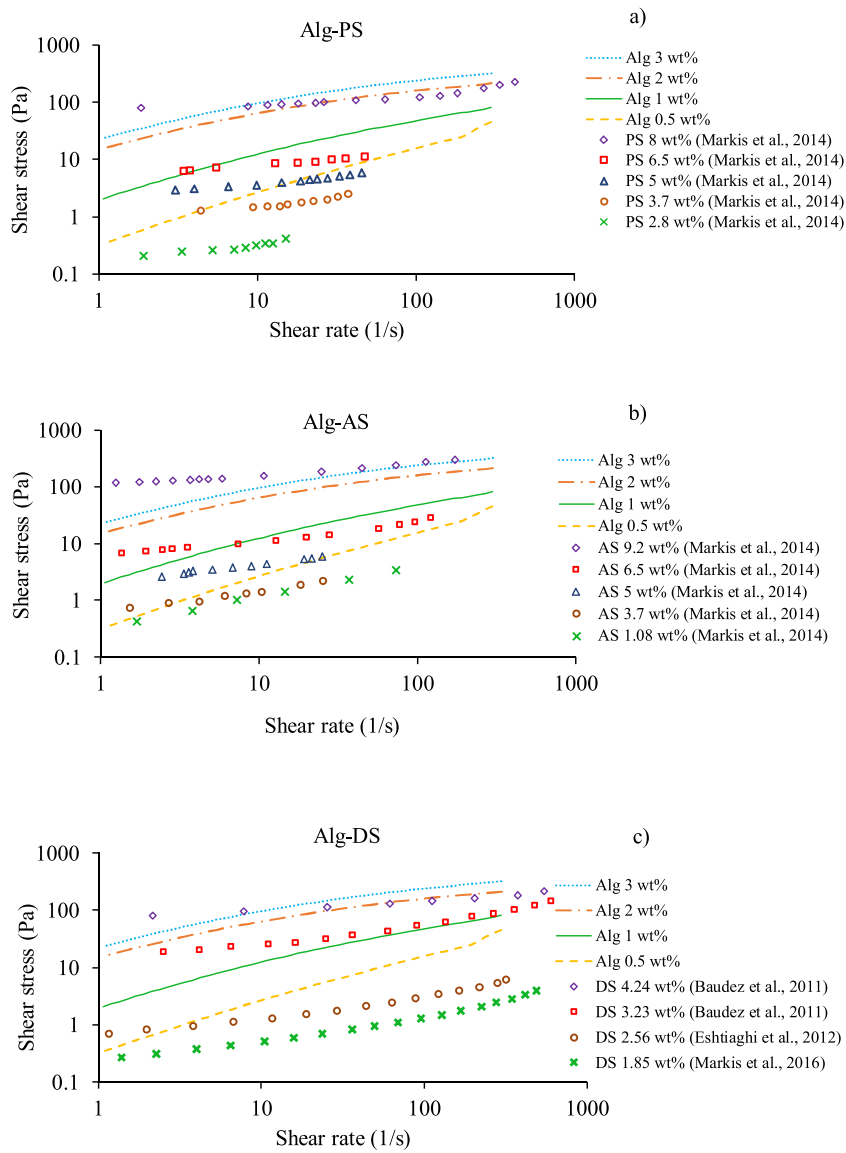 a)
Alg-PS
1000
100
10
1
0.1
Shear stress (Pa)
1
10
100
1000
Shear rate (1/s)
Alg 3 wt%
Alg 2 wt%
Alg 1 wt%
Alg 0.5 wt%
PS 8 wt% (Markis et al., 2014)
PS 6.5 wt% (Markis et al., 2014)
PS 5 wt% (Markis et al., 2014)
PS 3.7 wt% (Markis et al., 2014)
PS 2.8 wt% (Markis et al., 2014)
b)
Alg-AS
1000
100
10
1
0.1
Shear stress (Pa)
1
10
100
1000
Shear rate (1/s)
Alg 3 wt%
Alg 2 wt%
Alg 1 wt%
Alg 0.5 wt%
AS 9.2 wt% (Markis et al., 2014)
AS 6.5 wt% (Markis et al., 2014)
AS 5 wt% (Markis et al., 2014)
AS 3.7 wt% (Markis et al., 2014)
AS 1.08 wt% (Markis et al., 2014)
c)
Alg-DS
1000
100
10
1
0.1
Shear stress (Pa)
1
10
100
1000
Shear rate (1/s)
Alg 3 wt%
Alg 2 wt%
Alg 1 wt%
Alg 0.5 wt%
DS 4.24 wt% (Baudez et al., 2011)
DS 3.23 wt% (Baudez et al., 2011)
DS 2.56 wt% (Eshtiaghi et al., 2012)
DS 1.85 wt% (Markis et al., 2016)